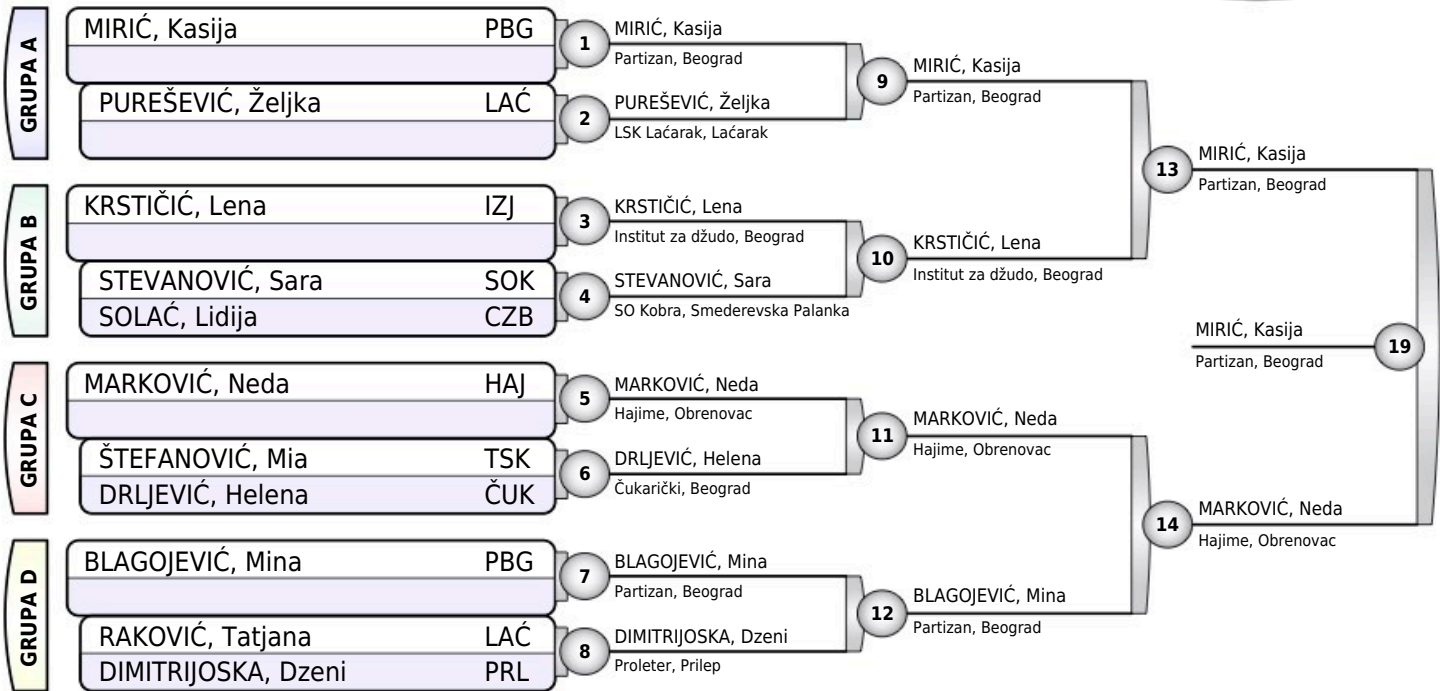 GRUPA A
MIRIĆ, Kasija PBG
PUREŠEVIĆ, Željka LAĆ
GRUPA B
KRSTIČIĆ, Lena IZJ
STEVANOVIĆ, Sara SOK
SOLAĆ, Lidija CZB
GRUPA C
MARKOVIĆ, Neda HAJ
ŠTEFANOVIĆ, Mia TSK
DRLJEVIĆ, Helena ČUK
GRUPA D
BLAGOJEVIĆ, Mina PBG
RAKOVIĆ, Tatjana LAĆ
DIMITRIJOSKA, Dzeni PRL
1
MIRIĆ, Kasija
Partizan, Beograd
2
PUREŠEVIĆ, Željka
LSK Laćarak, Laćarak
3
KRSTIČIĆ, Lena
Institut za džudo, Beograd
4
STEVANOVIĆ, Sara
SO Kobra, Smederevska Palanka
5
MARKOVIĆ, Neda
Hajime, Obrenovac
6
DRLJEVIĆ, Helena
Čukarički, Beograd
7
BLAGOJEVIĆ, Mina
Partizan, Beograd
8
DIMITRIJOSKA, Dzeni
Proleter, Prilep
9
MIRIĆ, Kasija
Partizan, Beograd
10
KRSTIČIĆ, Lena
Institut za džudo, Beograd
11
MARKOVIĆ, Neda
Hajime, Obrenovac
12
BLAGOJEVIĆ, Mina
Partizan, Beograd
13
MIRIĆ, Kasija
Partizan, Beograd
14
MARKOVIĆ, Neda
Hajime, Obrenovac
MIRIĆ, Kasija
Partizan, Beograd
19